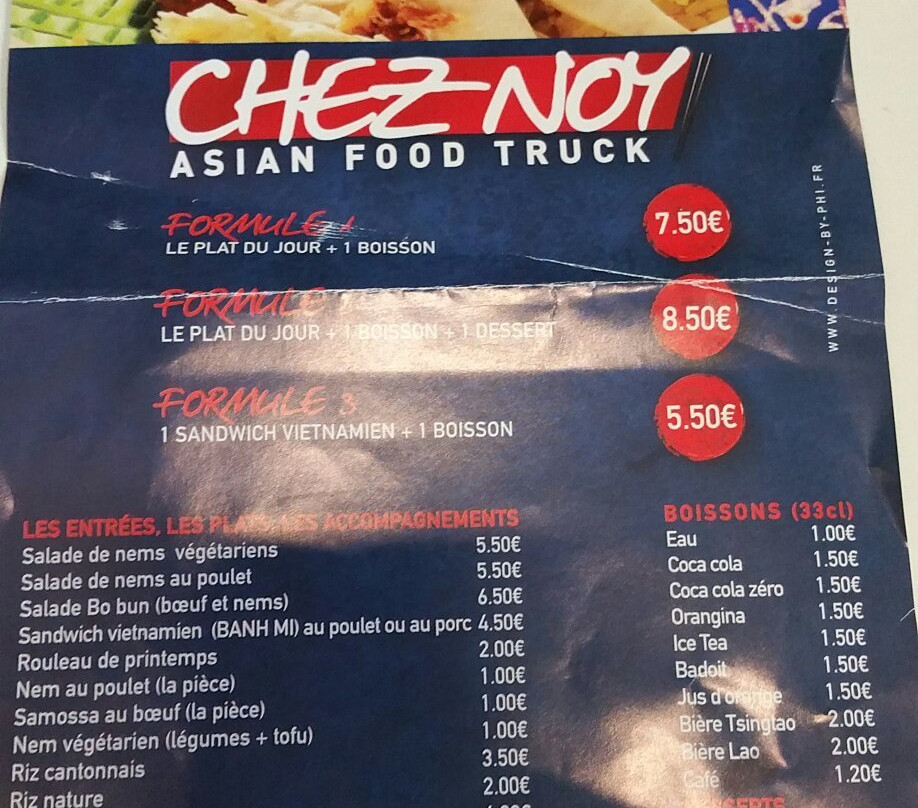 CHEZ NOY
ASIAN FOOD TRUCK
FORMULE 1 7.50€
LE PLAT DU JOUR + 1 BOISSON
FORMULE 8.50€
LE PLAT DU JOUR + 1 BOISSON + 1 DESSERT
FORMULE 3 5.50€
1 SANDWICH VIETNAMIEN + 1 BOISSON
WWW.DESIGN-BY-PHI.FR
LES ENTRÉES, LES PLATS, LES ACCOMPAGNEMENTS
Salade de nems végétariens 5.50€
Salade de nems au poulet 5.50€
Salade Bo bun (bœuf et nems) 6.50€
Sandwich vietnamien (BANH MI) au poulet ou au porc 4.50€
Rouleau de printemps 2.00€
Nem au poulet (la pièce) 1.00€
Samossa au bœuf (la pièce) 1.00€
Nem végétarien (légumes + tofu) 1.00€
Riz cantonnais 3.50€
Riz nature 2.00€
BOISSONS (33cl)
Eau 1.00€
Coca cola 1.50€
Coca cola zéro 1.50€
Orangina 1.50€
Ice Tea 1.50€
Badoit 1.50€
Jus d'orange 1.50€
Bière Tsingtao 2.00€
Bière Lao 2.00€
Café 1.20€